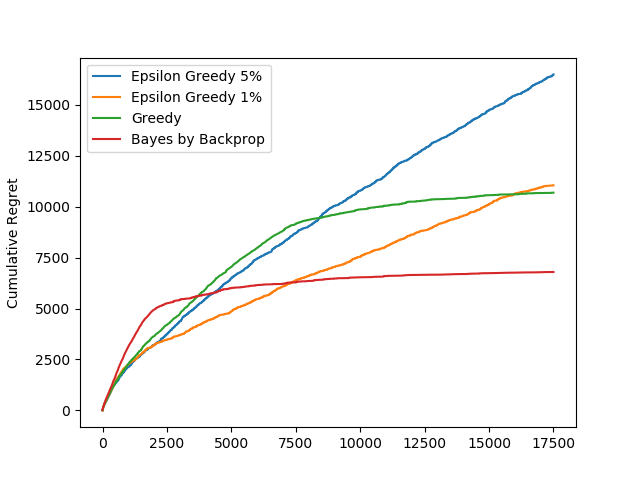 Epsilon Greedy 5%
Epsilon Greedy 1%
Greedy
Bayes by Backprop
Cumulative Regret
15000
12500
10000
7500
5000
2500
0
0 2500 5000 7500 10000 12500 15000 17500